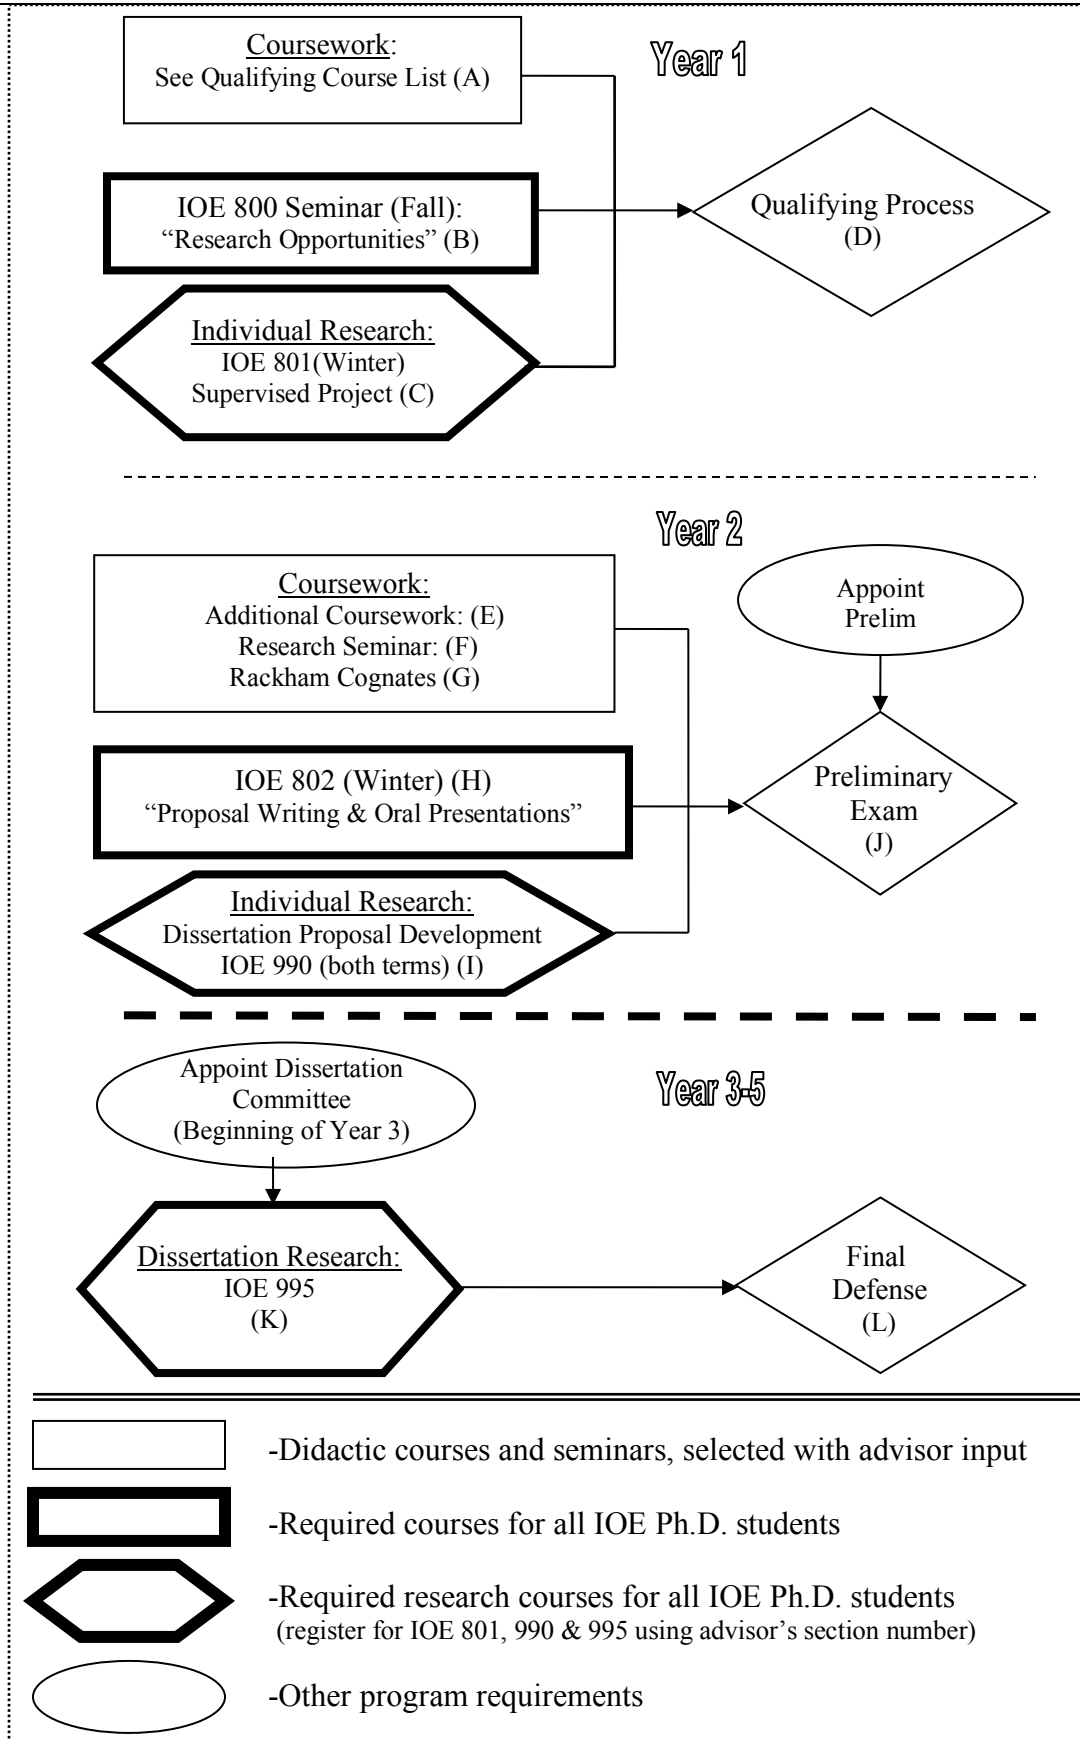 Coursework:
See Qualifying Course List (A)
Year 1
IOE 800 Seminar (Fall):
“Research Opportunities” (B)
Qualifying Process
(D)
Individual Research:
IOE 801(Winter)
Supervised Project (C)
Year 2
Coursework:
Additional Coursework: (E)
Research Seminar: (F)
Rackham Cognates (G)
Appoint
Prelim
IOE 802 (Winter) (H)
“Proposal Writing & Oral Presentations”
Preliminary
Exam
(J)
Individual Research:
Dissertation Proposal Development
IOE 990 (both terms) (I)
Appoint Dissertation
Committee
(Beginning of Year 3)
Year 3-5
Dissertation Research:
IOE 995
(K)
Final
Defense
(L)
-Didactic courses and seminars, selected with advisor input
-Required courses for all IOE Ph.D. students
-Required research courses for all IOE Ph.D. students
(register for IOE 801, 990 & 995 using advisor’s section number)
-Other program requirements